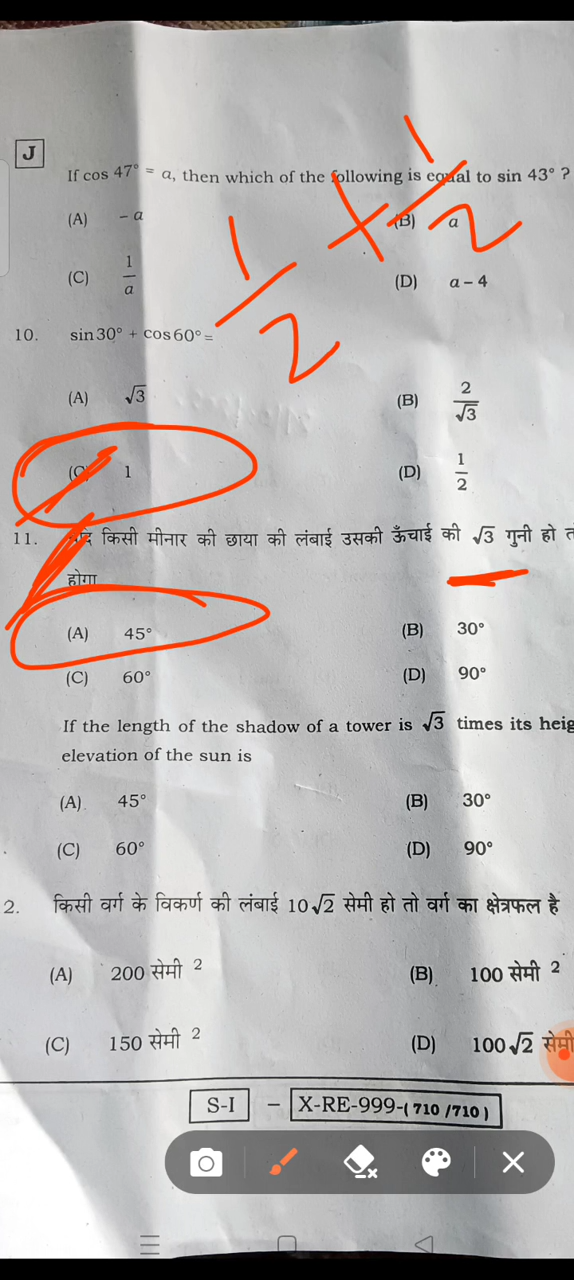 J
If cos 47° = a, then which of the following is equal to sin 43° ?
(A) – a (B) a
(C) 1/a (D) a – 4
1/2 + 1/2
10. sin 30° + cos 60° =
(A) √3 (B) 2/√3
(C) 1 (D) 1/2
11. यदि किसी मीनार की छाया की लंबाई उसकी ऊँचाई की √3 गुनी हो
होगा
(A) 45° (B) 30°
(C) 60° (D) 90°
If the length of the shadow of a tower is √3 times its heig
elevation of the sun is
(A) 45° (B) 30°
(C) 60° (D) 90°
2. किसी वर्ग के विकर्ण की लंबाई 10√2 सेमी हो तो वर्ग का क्षेत्रफल है
(A) 200 सेमी 2 (B) 100 सेमी 2
(C) 150 सेमी 2 (D) 100√2 सेमी
S-I – X-RE-999-( 710 /710 )